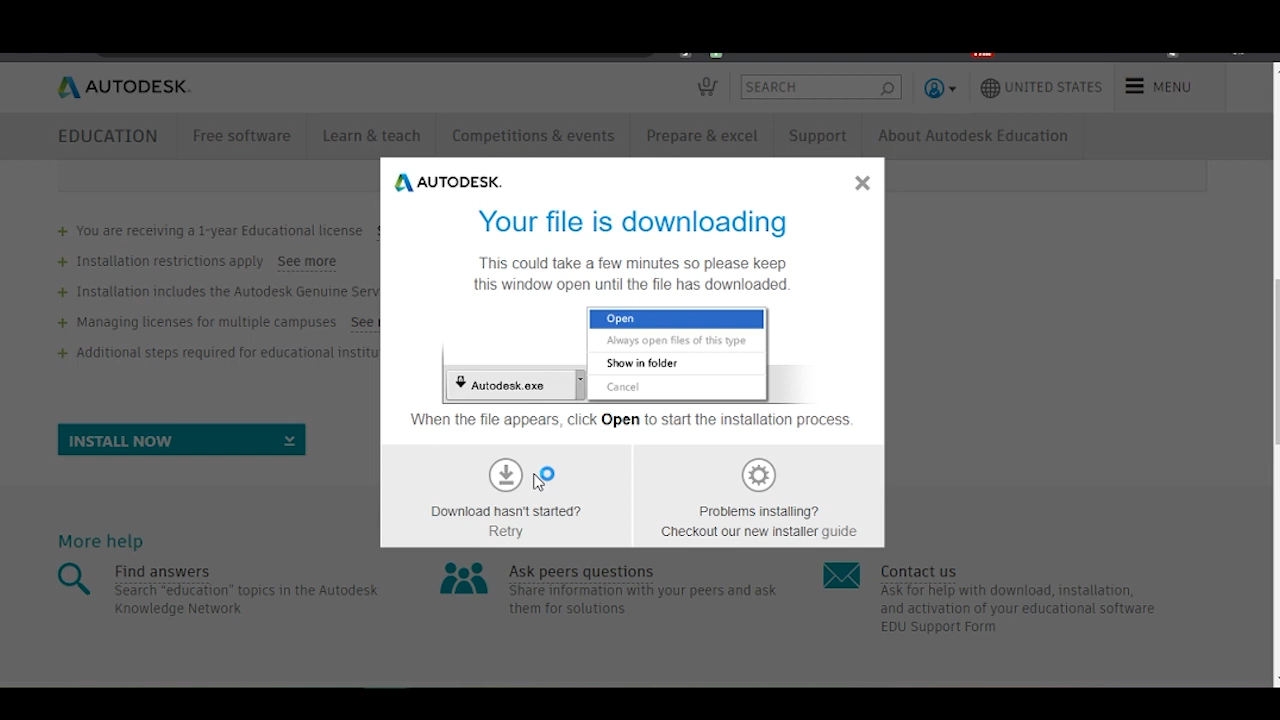 AUTODESK.
0
SEARCH
UNITED STATES
MENU
EDUCATION
Free software
Learn & teach
Competitions & events
Prepare & excel
Support
About Autodesk Education
+ You are receiving a 1-year Educational license
+ Installation restrictions apply See more
+ Installation includes the Autodesk Genuine Serv
+ Managing licenses for multiple campuses See
+ Additional steps required for educational
INSTALL NOW
AUTODESK.
Your file is downloading
This could take a few minutes so please keep
this window open until the file has downloaded.
Open
Always open files of this type
Show in folder
Cancel
Autodesk.exe
When the file appears, click Open to start the installation process.
Download hasn't started?
Retry
Problems installing?
Checkout our new installer guide
More help
Find answers
Search "education" topics in the Autodesk
Knowledge Network
Ask peers questions
Share information with your peers and ask
them for solutions
Contact us
Ask for help with download, installation,
and activation of your educational software
EDU Support Form